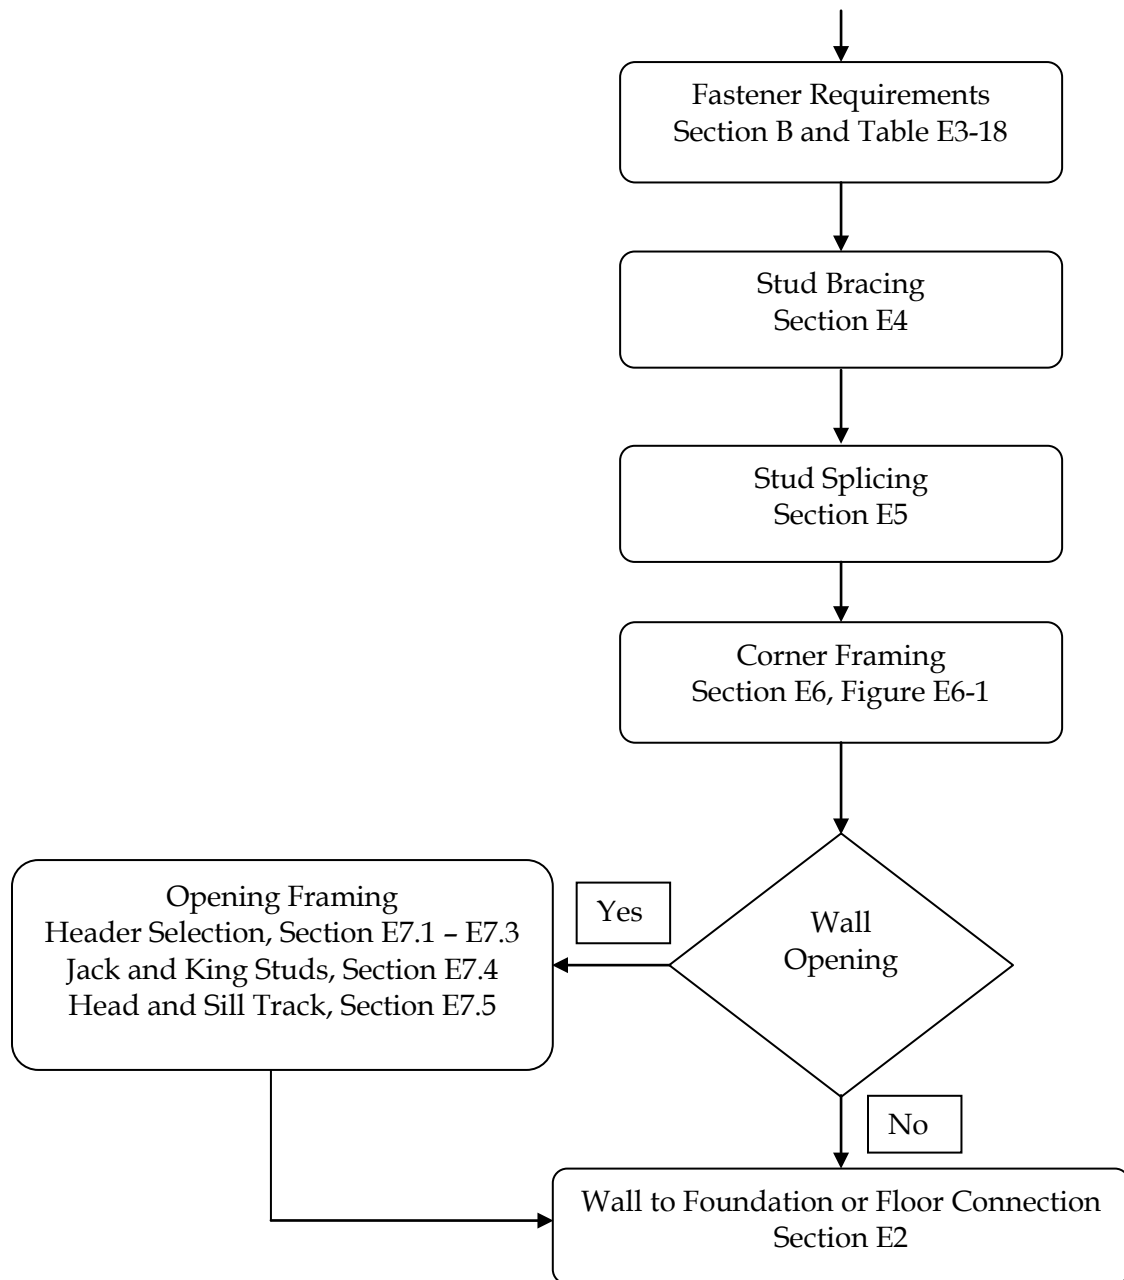 Fastener Requirements
Section B and Table E3-18
Stud Bracing
Section E4
Stud Splicing
Section E5
Corner Framing
Section E6, Figure E6-1
Wall
Opening
Yes
Opening Framing
Header Selection, Section E7.1 – E7.3
Jack and King Studs, Section E7.4
Head and Sill Track, Section E7.5
No
Wall to Foundation or Floor Connection
Section E2